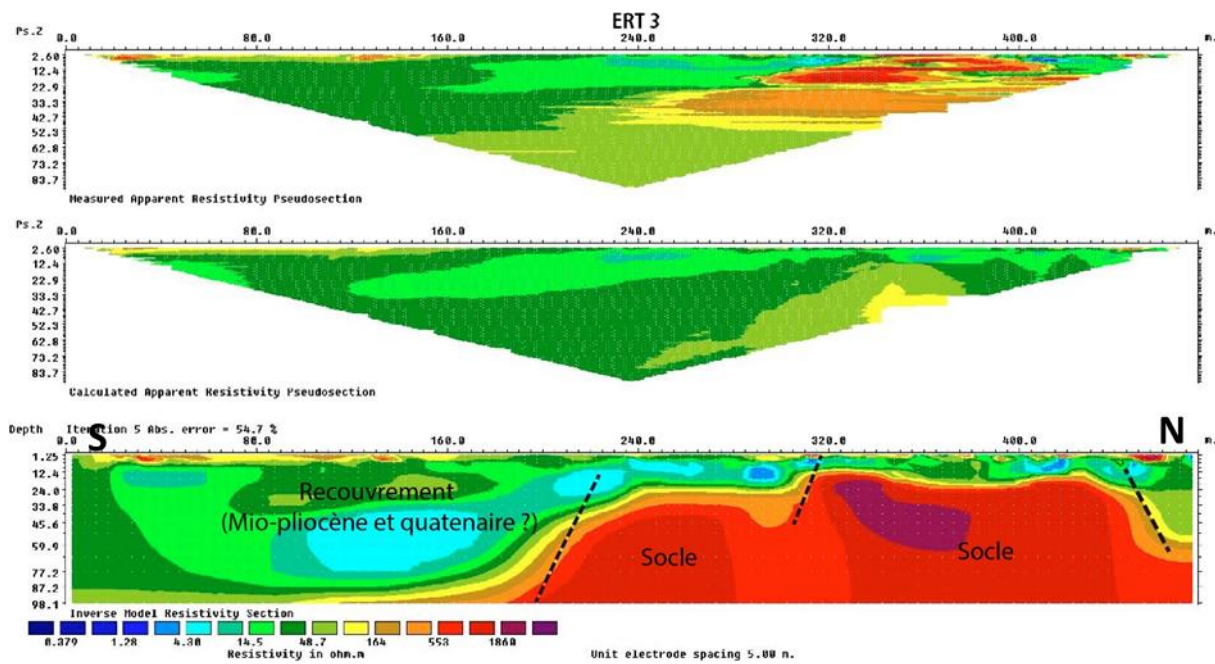 ERT 3
Ps.Z 0.0 80.0 160.0 240.0 320.0 400.0 m.
2.60
12.4
22.9
33.3
42.7
52.3
62.8
73.2
83.7
Measured Apparent Resistivity Pseudosection
Ps.Z 0.0 80.0 160.0 240.0 320.0 400.0 m.
2.60
12.4
22.9
33.3
42.7
52.3
62.8
73.2
83.7
Calculated Apparent Resistivity Pseudosection
Depth Iteration 5 Abs. error = 54.7 %
S N
0.0 80.0 160.0 240.0 320.0 400.0 m.
1.25
12.4
24.0
33.8
45.6
59.9
77.2
87.2
98.1
Recouvrement
(Mio-pliocène et quatenaire ?)
Socle Socle
Inverse Model Resistivity Section
0.379 1.28 4.30 14.5 48.7 164 553 1860
Resistivity in ohm.m Unit electrode spacing 5.00 m.